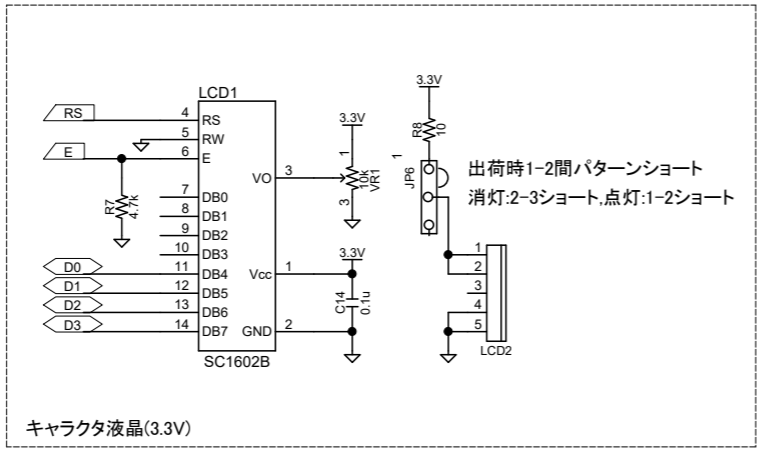 LCD1
RS 4 RS
5 RW
E 6 E
R7 4.7k
7 DB0
8 DB1
9 DB2
10 DB3
D0 11 DB4
D1 12 DB5
D2 13 DB6
D3 14 DB7
VO 3
Vcc 1
GND 2
SC1602B
3.3V
1
10k
VR1
3
3.3V
C14
0.1u
3.3V
R8
10
1
JP6
出荷時1-2間パターンショート
消灯:2-3ショート,点灯:1-2ショート
1
2
3
4
5
LCD2
キャラクタ液晶(3.3V)